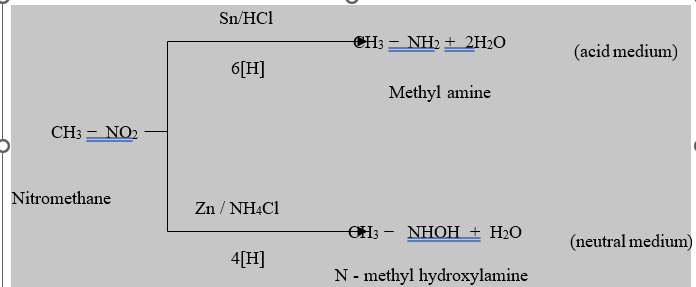 Sn/HCl
CH₃ – NH₂ + 2H₂O (acid medium)
6[H]
Methyl amine
CH₃ – NO₂
Nitromethane
Zn / NH₄Cl
CH₃ – NHOH + H₂O (neutral medium)
4[H]
N - methyl hydroxylamine